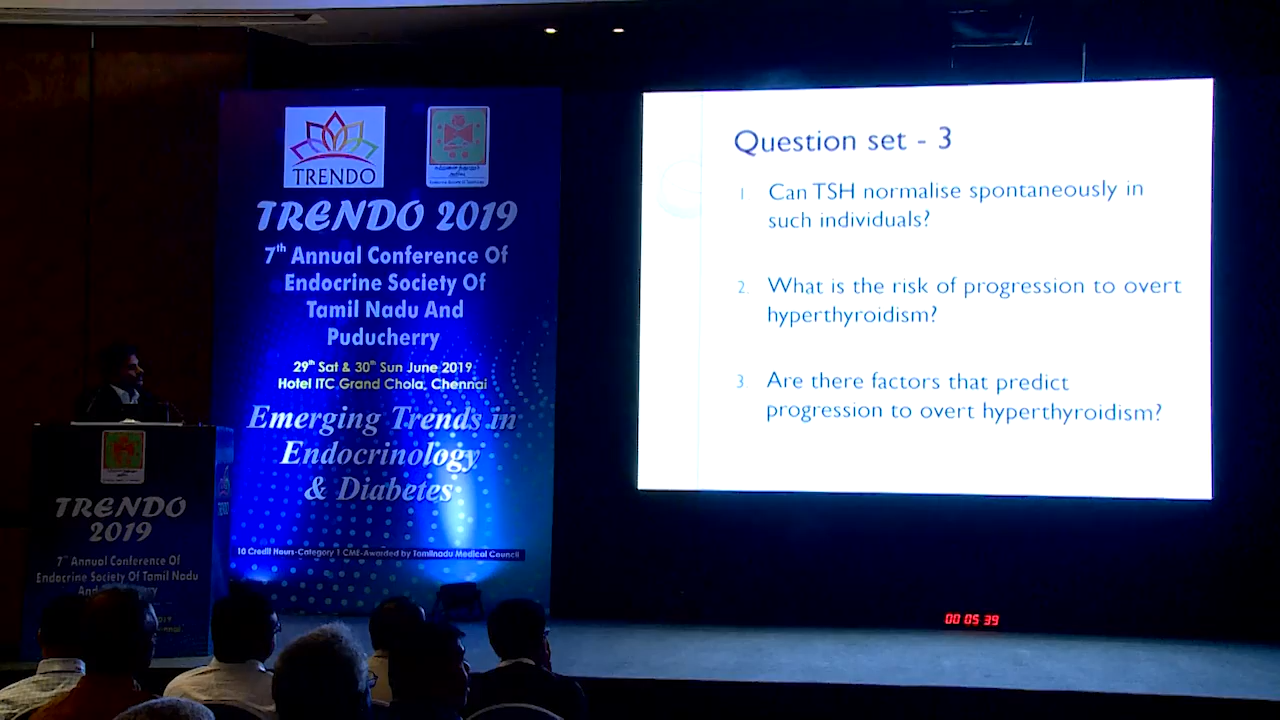 TRENDO
TRENDO 2019
7th Annual Conference Of
Endocrine Society Of
Tamil Nadu And
Puducherry
29th Sat & 30th Sun June 2019
Hotel ITC Grand Chola, Chennai
Emerging Trends in
Endocrinology
& Diabetes
10 Credit Hours-Category 1 CME-Awarded by Tamilnadu Medical Council
Question set - 3
1 Can TSH normalise spontaneously in
such individuals?
2. What is the risk of progression to overt
hyperthyroidism?
3. Are there factors that predict
progression to overt hyperthyroidism?
TRENDO
2019
7th Annual Conference Of
Endocrine Society Of Tamil Nadu
00 05 39